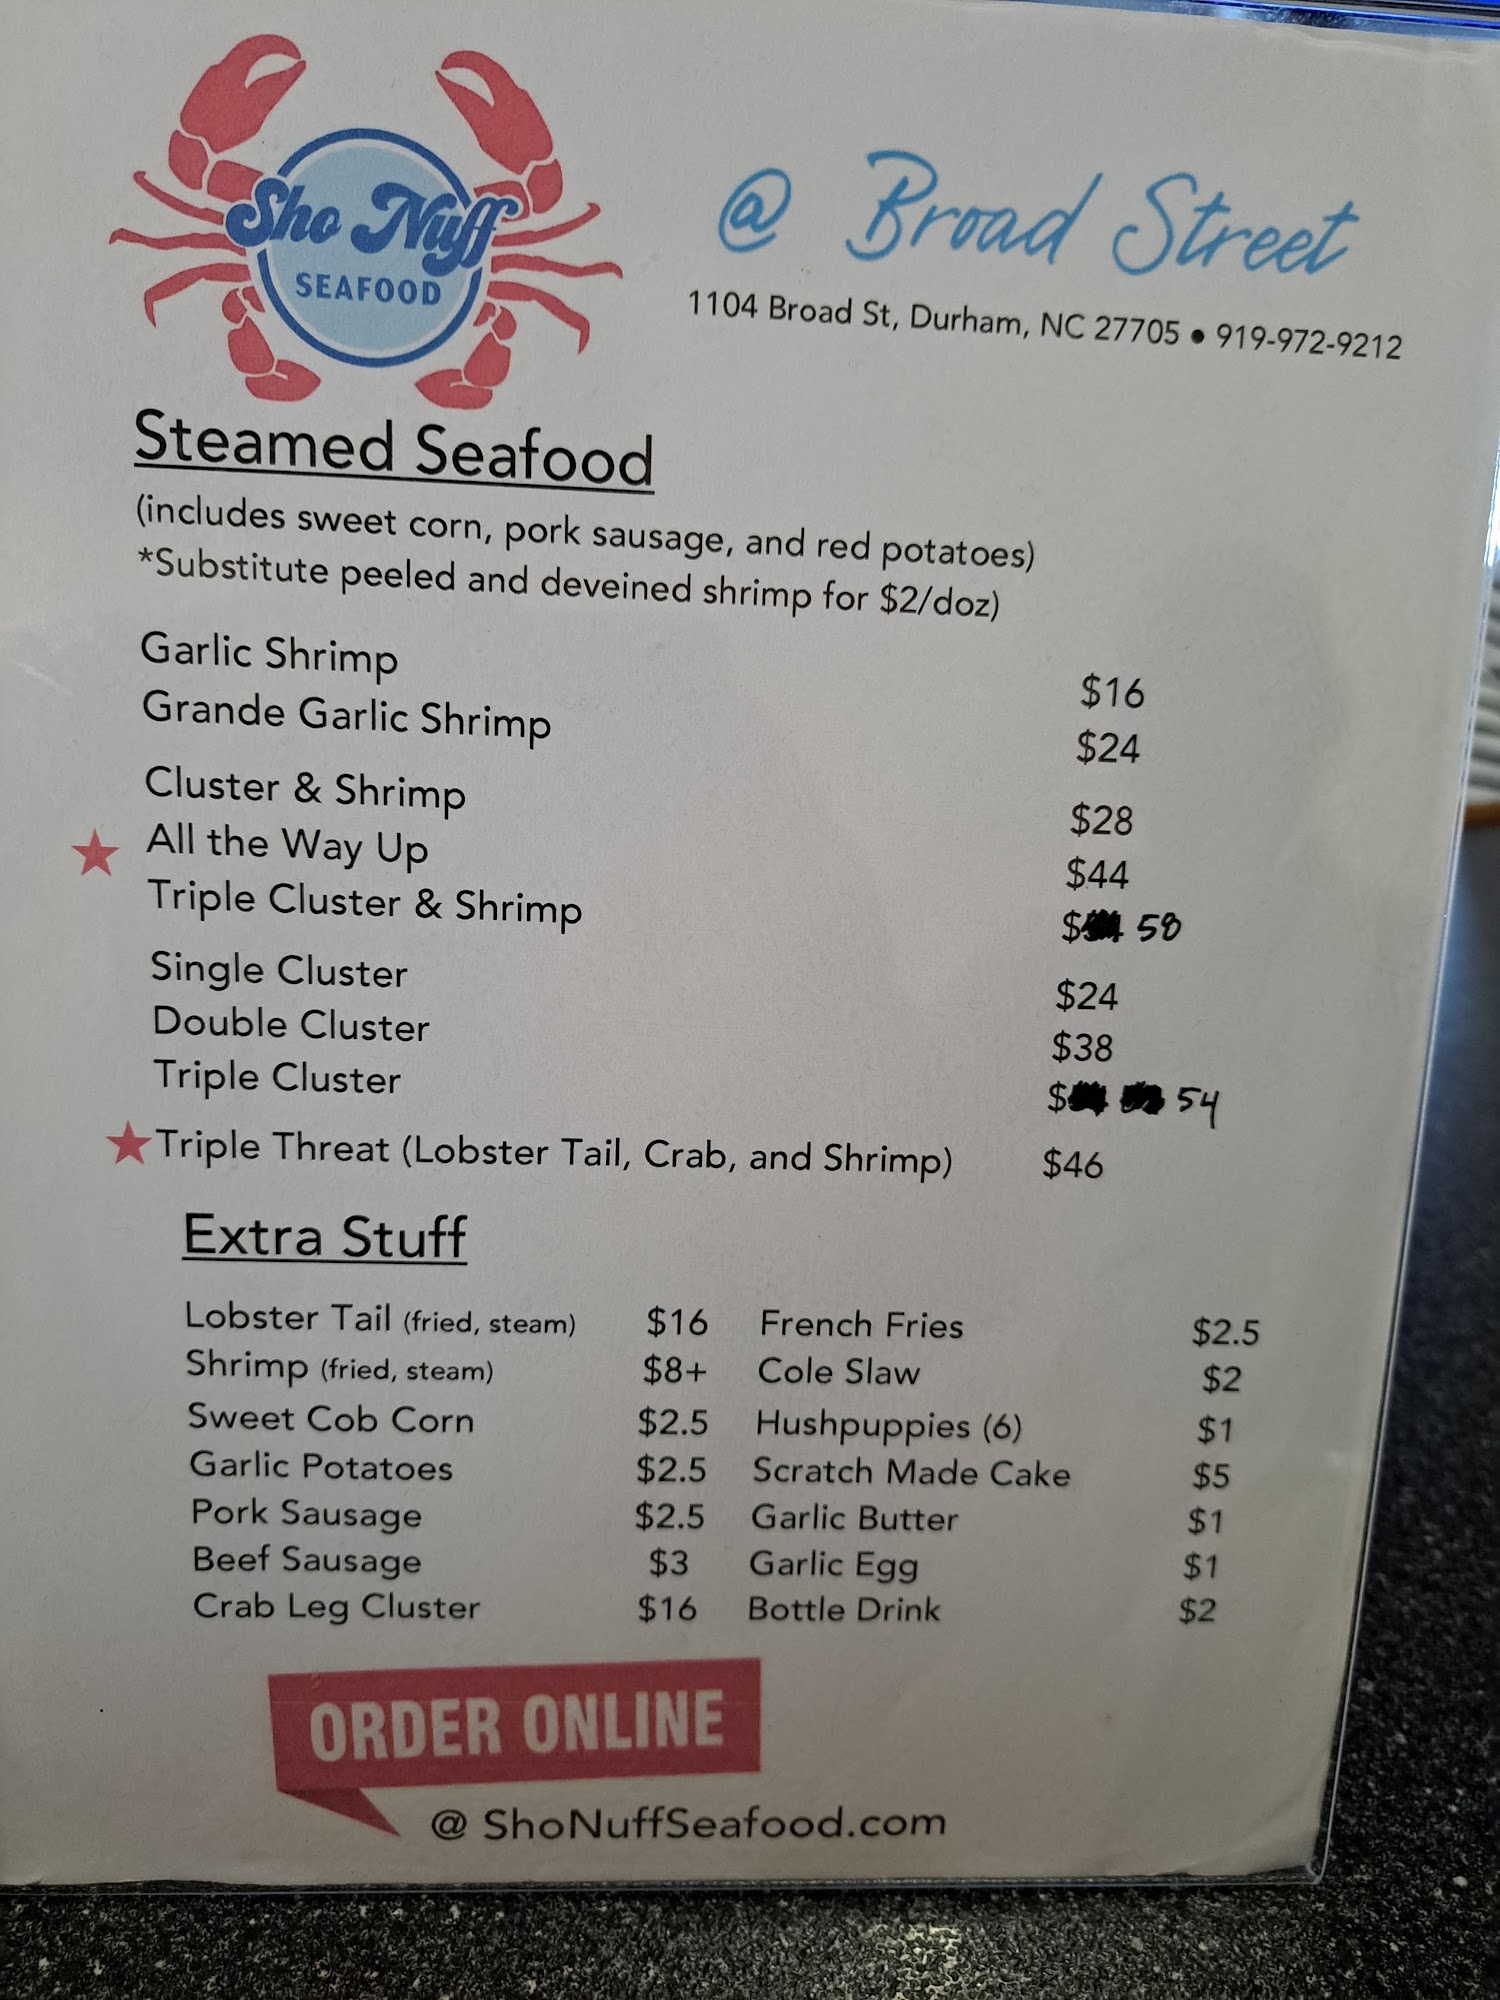 Sho Nuff
SEAFOOD
@ Broad Street
1104 Broad St, Durham, NC 27705 • 919-972-9212
Steamed Seafood
(includes sweet corn, pork sausage, and red potatoes)
*Substitute peeled and deveined shrimp for $2/doz)
Garlic Shrimp $16
Grande Garlic Shrimp $24
Cluster & Shrimp $28
All the Way Up $44
Triple Cluster & Shrimp $ 58
Single Cluster $24
Double Cluster $38
Triple Cluster $ 54
Triple Threat (Lobster Tail, Crab, and Shrimp) $46
Extra Stuff
Lobster Tail (fried, steam) $16 French Fries $2.5
Shrimp (fried, steam) $8+ Cole Slaw $2
Sweet Cob Corn $2.5 Hushpuppies (6) $1
Garlic Potatoes $2.5 Scratch Made Cake $5
Pork Sausage $2.5 Garlic Butter $1
Beef Sausage $3 Garlic Egg $1
Crab Leg Cluster $16 Bottle Drink $2
ORDER ONLINE
@ ShoNuffSeafood.com